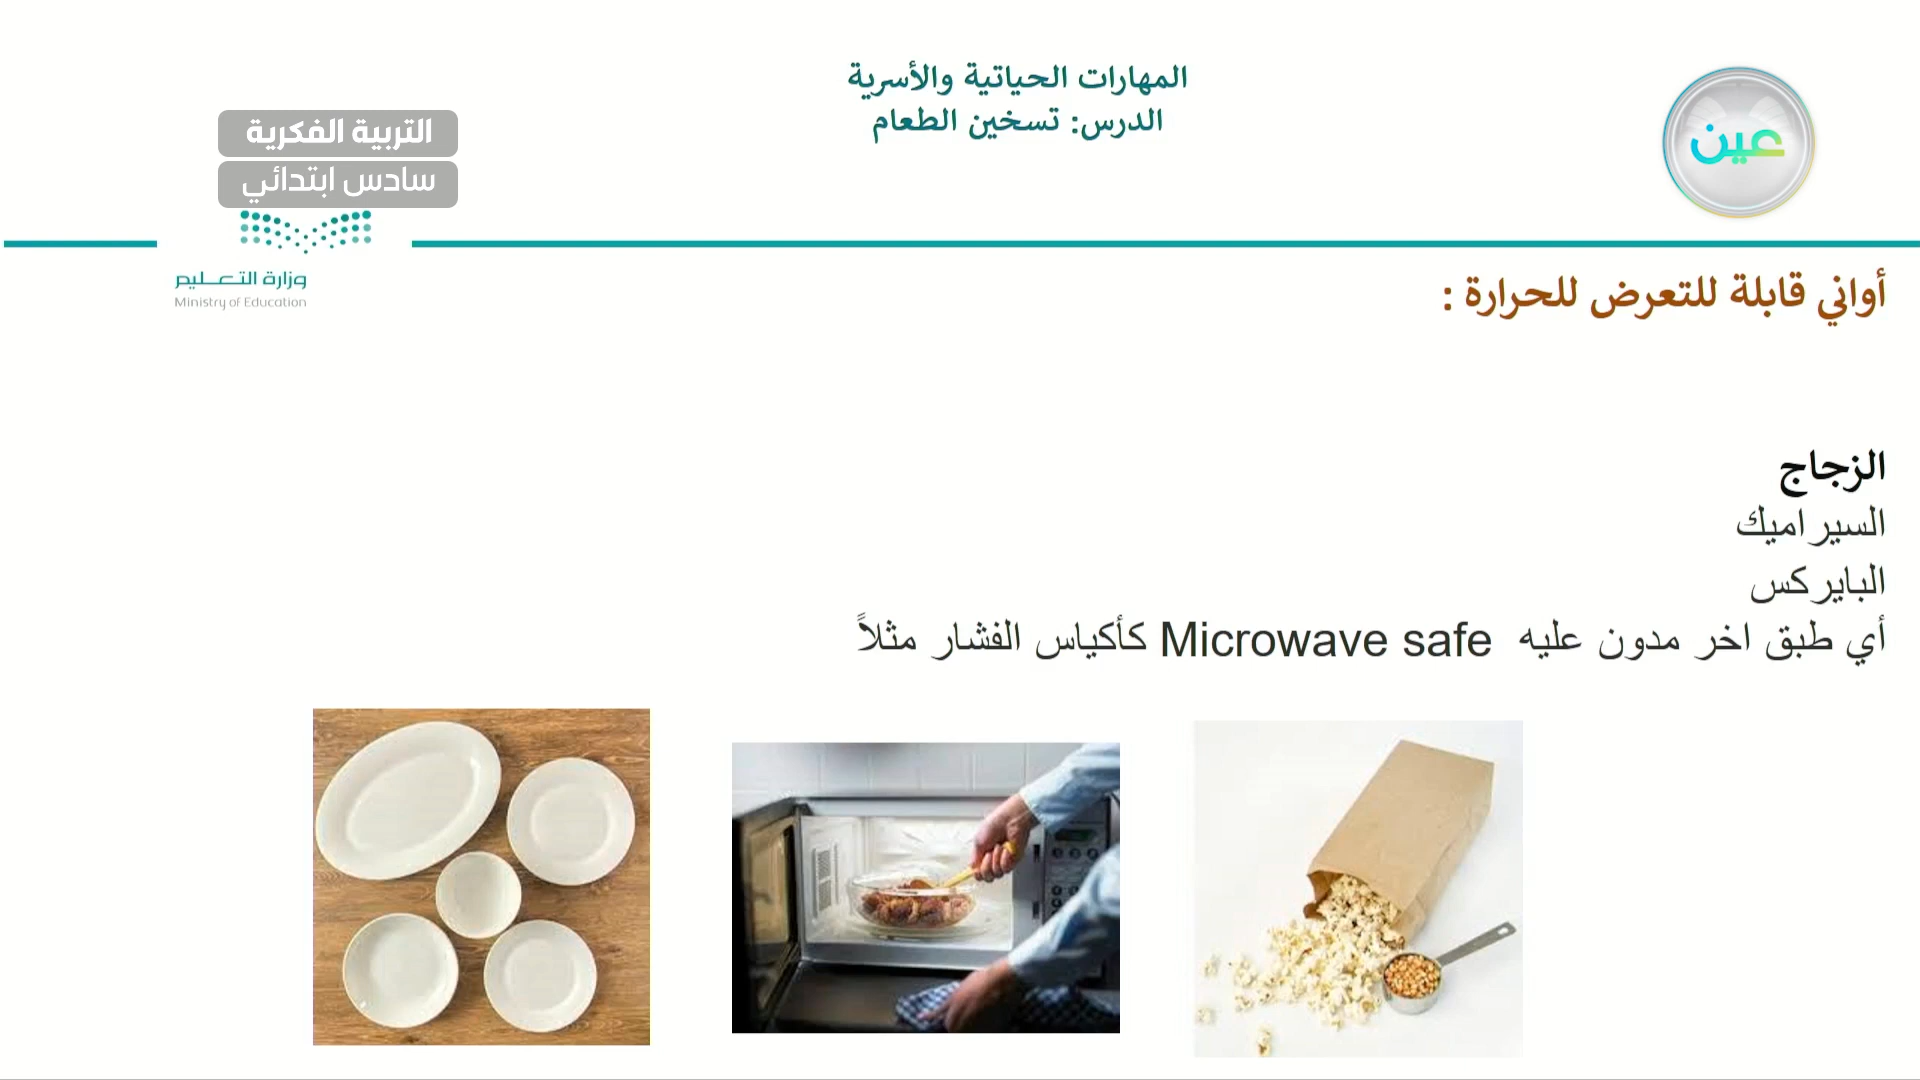 المهارات الحياتية والأسرية
الدرس: تسخين الطعام
عين
التربية الفكرية
سادس ابتدائي
وزارة التعليم
Ministry of Education
أواني قابلة للتعرض للحرارة :
الزجاج
السيراميك
البايركس
أي طبق اخر مدون عليه Microwave safe كأكياس الفشار مثلاً